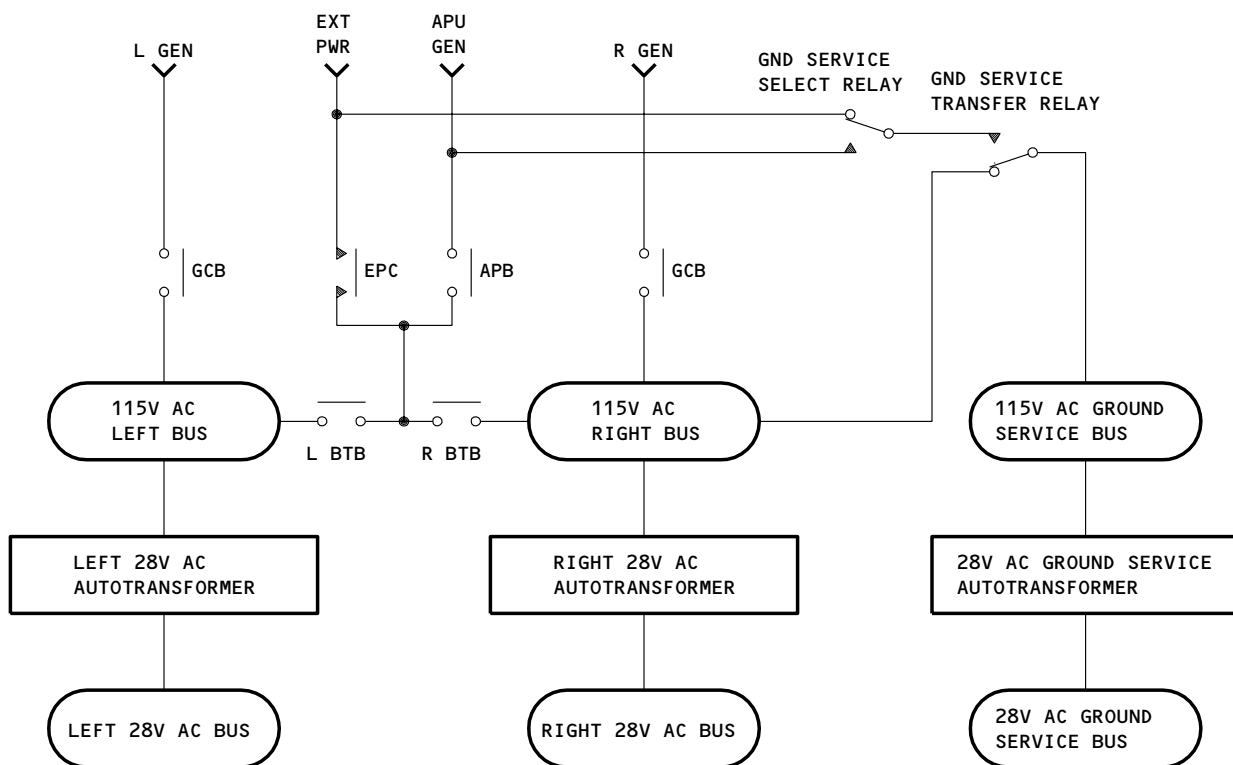 L GEN
EXT
PWR
APU
GEN
R GEN
GND SERVICE
SELECT RELAY
GND SERVICE
TRANSFER RELAY
GCB
EPC
APB
GCB
115V AC
LEFT BUS
L BTB
R BTB
115V AC
RIGHT BUS
115V AC GROUND
SERVICE BUS
LEFT 28V AC
AUTOTRANSFORMER
RIGHT 28V AC
AUTOTRANSFORMER
28V AC GROUND SERVICE
AUTOTRANSFORMER
LEFT 28V AC BUS
RIGHT 28V AC BUS
28V AC GROUND
SERVICE BUS